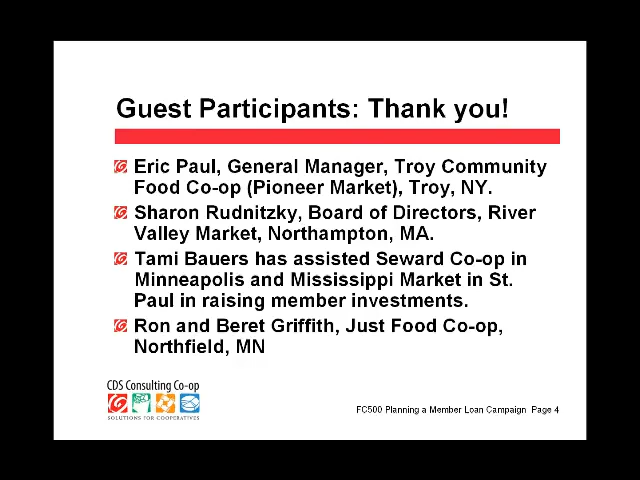 Guest Participants: Thank you!
Eric Paul, General Manager, Troy Community
Food Co-op (Pioneer Market), Troy, NY.
Sharon Rudnitzky, Board of Directors, River
Valley Market, Northampton, MA.
Tami Bauers has assisted Seward Co-op in
Minneapolis and Mississippi Market in St.
Paul in raising member investments.
Ron and Beret Griffith, Just Food Co-op,
Northfield, MN
CDS Consulting Co-op
SOLUTIONS FOR COOPERATIVES
FC500 Planning a Member Loan Campaign Page 4